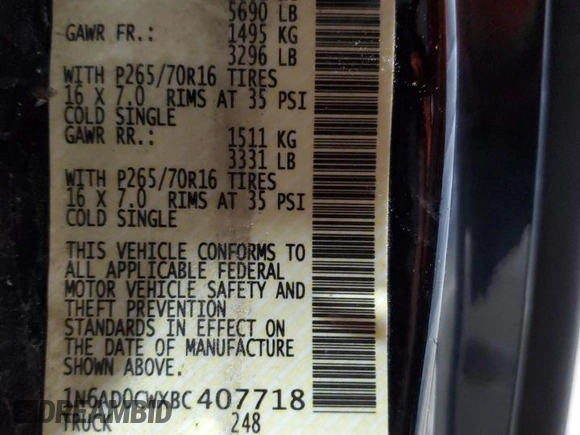 5690 LB
GAWR FR.: 1495 KG
3296 LB
WITH P265/70R16 TIRES
16 X 7.0 RIMS AT 35 PSI
COLD SINGLE
GAWR RR.: 1511 KG
3331 LB
WITH P265/70R16 TIRES
16 X 7.0 RIMS AT 35 PSI
COLD SINGLE
THIS VEHICLE CONFORMS TO
ALL APPLICABLE FEDERAL
MOTOR VEHICLE SAFETY AND
THEFT PREVENTION
STANDARDS IN EFFECT ON
THE DATE OF MANUFACTURE
SHOWN ABOVE.
1N6AD0CWXBC 407718
TRUCK 248
DREAMBID